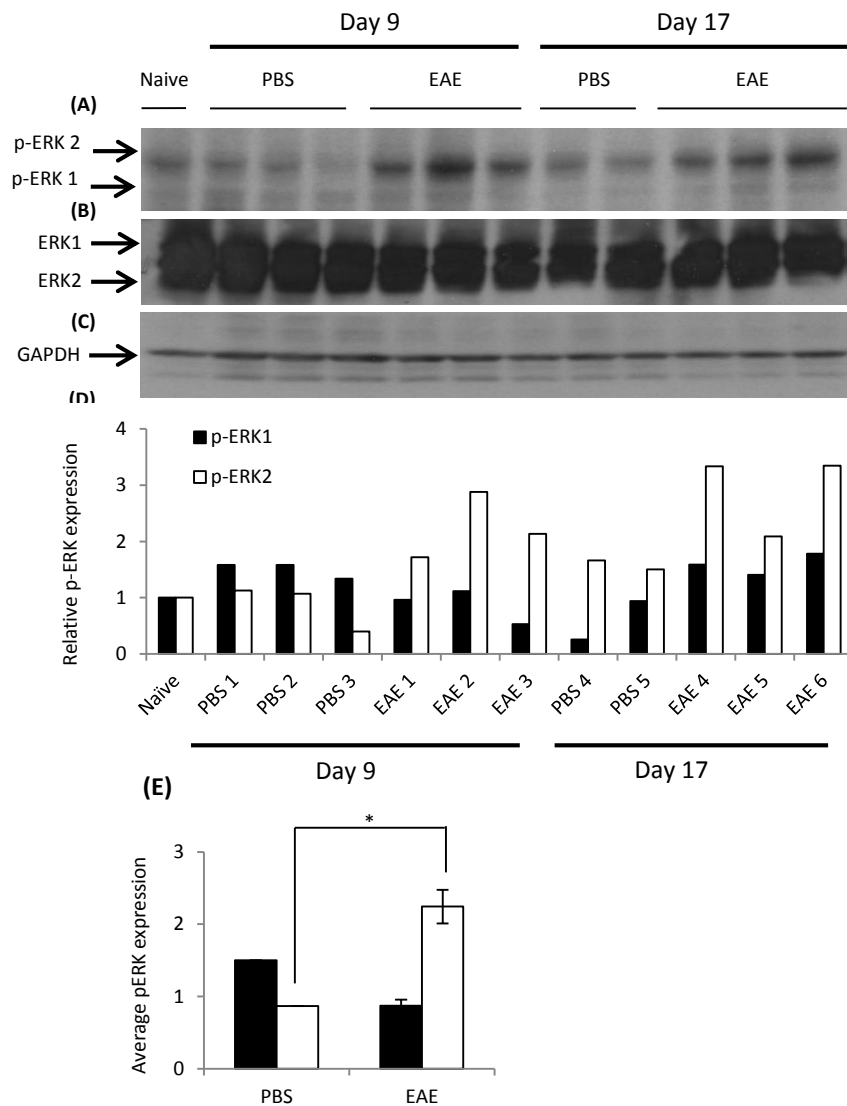 Day 9 Day 17
Naive PBS EAE PBS EAE
(A)
p-ERK 2
p-ERK 1
(B)
ERK1
ERK2
(C)
GAPDH
(D)
4
3
2
1
0
Relative p-ERK expression
p-ERK1
p-ERK2
Naïve PBS 1 PBS 2 PBS 3 EAE 1 EAE 2 EAE 3 PBS 4 PBS 5 EAE 4 EAE 5 EAE 6
Day 9 Day 17
(E)
*
3
2
1
0
Average pERK expression
PBS EAE